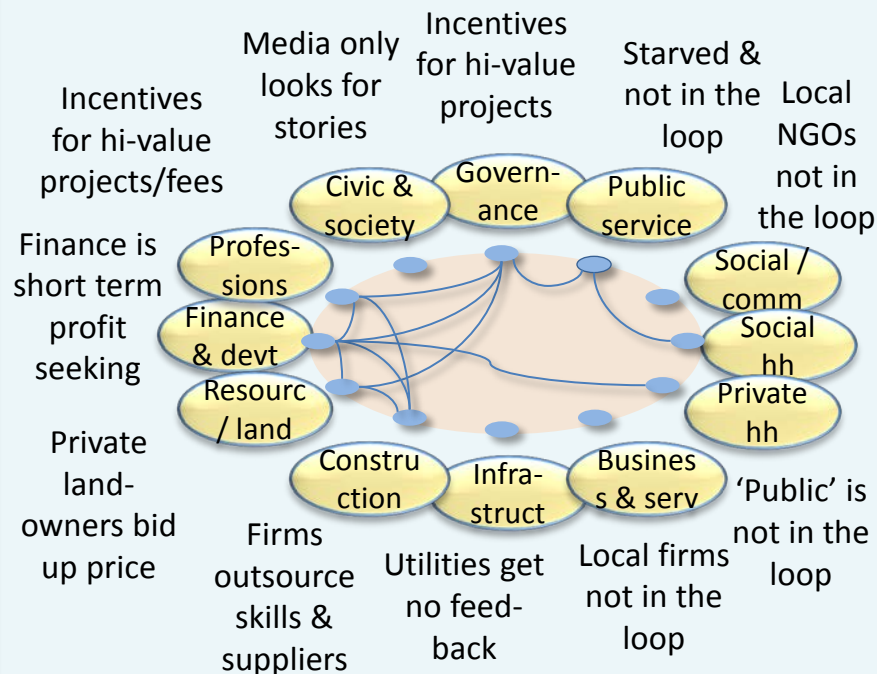 Incentives
for hi-value
projects/fees
Media only
looks for
stories
Incentives
for hi-value
projects
Starved &
not in the
loop
Local
NGOs
not in
the loop
Civic &
society
Govern-
ance
Public
service
Finance is
short term
profit
seeking
Profes-
sions
Finance
& devt
Resourc
/ land
Social /
comm
Social
hh
Private
hh
Private
land-
owners bid
up price
Constru
ction
Infra-
struct
Busines
s & serv
‘Public’ is
not in the
loop
Firms
outsource
skills &
suppliers
Utilities get
no feed-
back
Local firms
not in the
loop